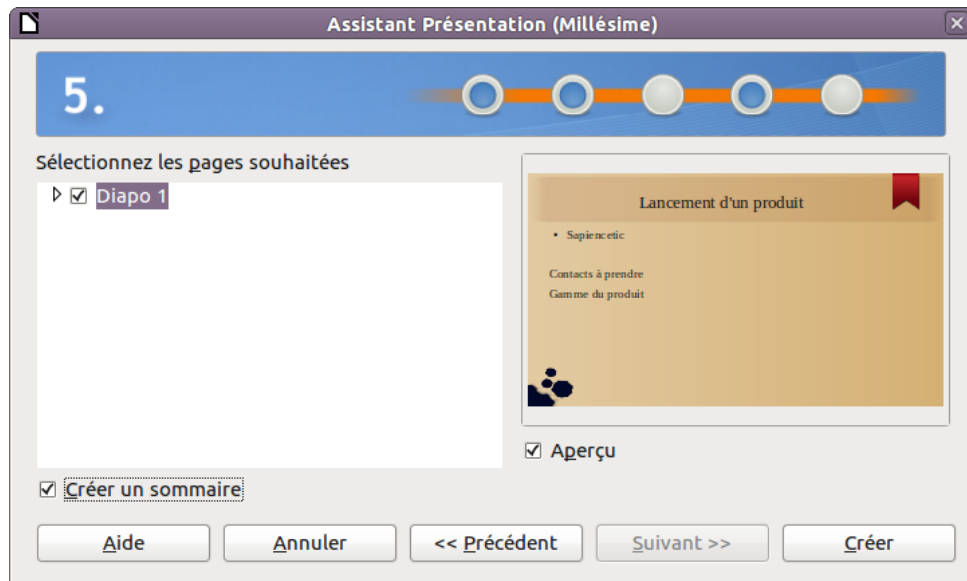 Assistant Présentation (Millésime)
5.
Sélectionnez les pages souhaitées
Diapo 1
Lancement d'un produit
• Sapiencetic
Contacts à prendre
Gamme du produit
Aperçu
Créer un sommaire
Aide
Annuler
<< Précédent
Suivant >>
Créer